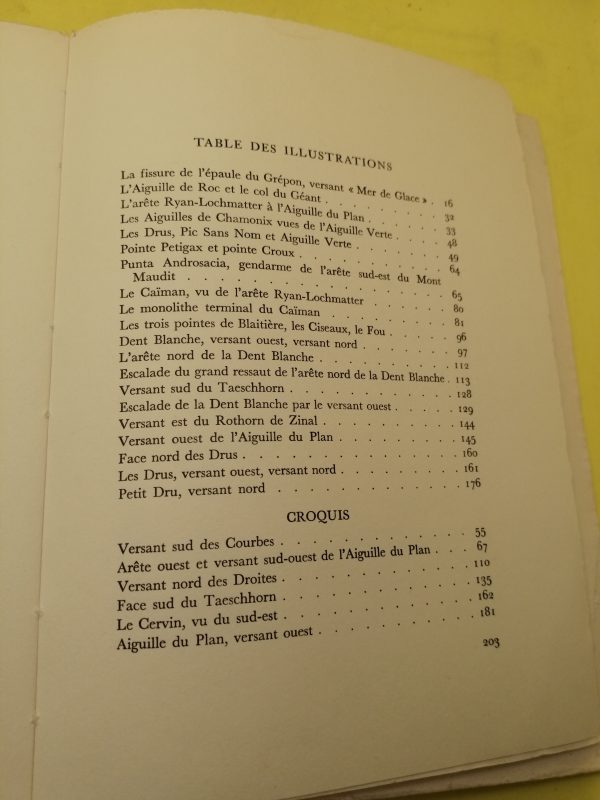 TABLE DES ILLUSTRATIONS
La fissure de l'épaule du Grépon, versant « Mer de Glace » . 16
L'Aiguille de Roc et le col du Géant . . . . . . . . 32
L'arête Ryan-Lochmatter à l'Aiguille du Plan . . . . . . 33
Les Aiguilles de Chamonix vues de l'Aiguille Verte . . . . 48
Les Drus, Pic Sans Nom et Aiguille Verte . . . . . . . 49
Pointe Petigax et pointe Croux . . . . . . . . . . 64
Punta Androsacia, gendarme de l'arête sud-est du Mont
Maudit . . . . . . . . . . . . . . . . 65
Le Caïman, vu de l'arête Ryan-Lochmatter . . . . . . 80
Le monolithe terminal du Caïman . . . . . . . . . 81
Les trois pointes de Blaitière, les Ciseaux, le Fou . . . . . 96
Dent Blanche, versant ouest, versant nord . . . . . . . 97
L'arête nord de la Dent Blanche . . . . . . . . . . 112
Escalade du grand ressaut de l'arête nord de la Dent Blanche . 113
Versant sud du Taeschhorn . . . . . . . . . . . 128
Escalade de la Dent Blanche par le versant ouest . . . . . 129
Versant est du Rothorn de Zinal . . . . . . . . . 144
Versant ouest de l'Aiguille du Plan . . . . . . . . . 145
Face nord des Drus . . . . . . . . . . . . . . 160
Les Drus, versant ouest, versant nord . . . . . . . . 161
Petit Dru, versant nord . . . . . . . . . . . . 176
CROQUIS
Versant sud des Courbes . . . . . . . . . . . . 55
Arête ouest et versant sud-ouest de l'Aiguille du Plan . . . 67
Versant nord des Droites . . . . . . . . . . . . 110
Face sud du Taeschhorn . . . . . . . . . . . . 135
Le Cervin, vu du sud-est . . . . . . . . . . . . 162
Aiguille du Plan, versant ouest . . . . . . . . . . 181
203